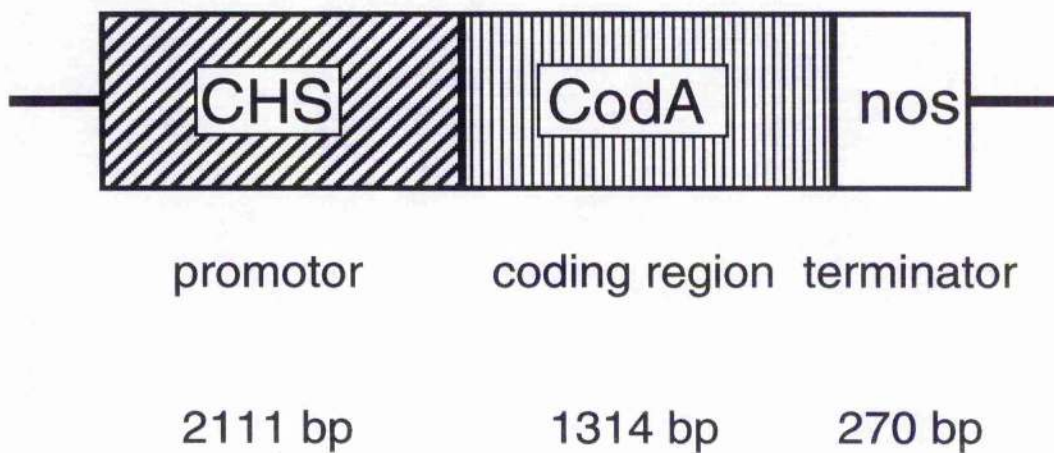 CHS CodA nos
promotor coding region terminator
2111 bp 1314 bp 270 bp